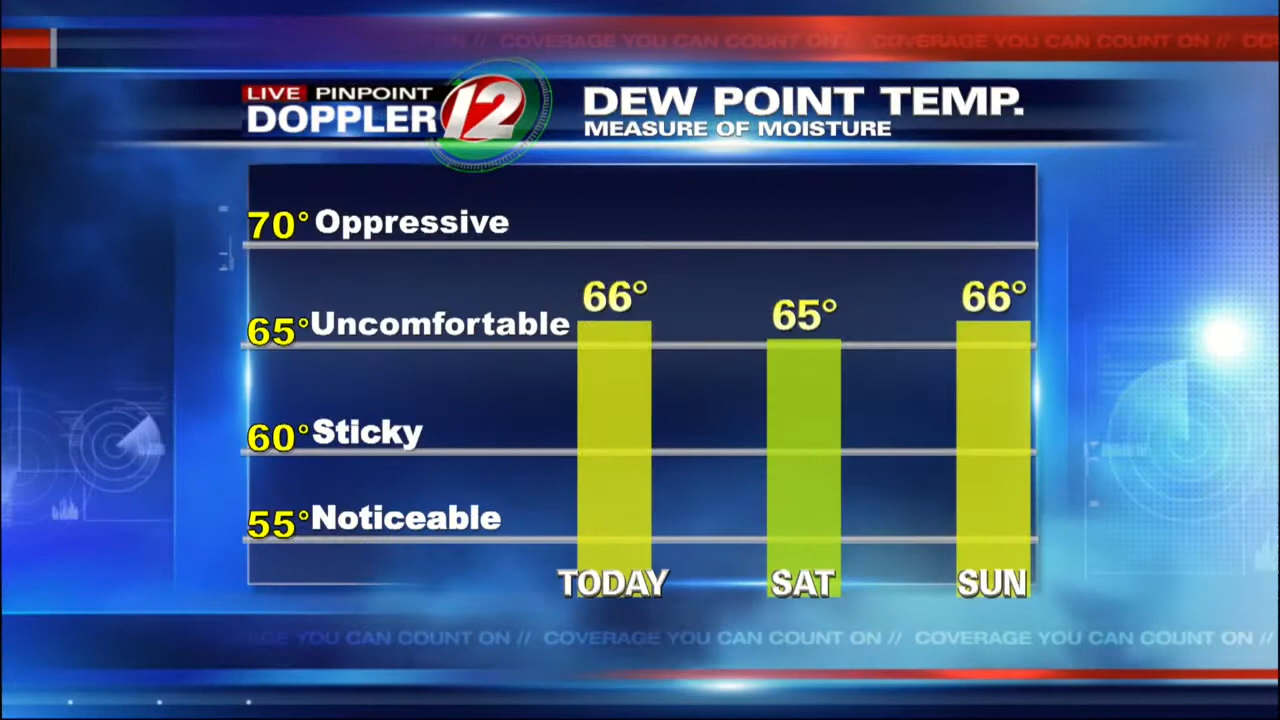 N // COVERAGE YOU CAN COUNT ON // COVERAGE YOU CAN COUNT ON // CO
LIVE PINPOINT
DOPPLER 12
DEW POINT TEMP.
MEASURE OF MOISTURE
70° Oppressive
66°
65°
66°
65° Uncomfortable
60° Sticky
55° Noticeable
TODAY
SAT
SUN
GE YOU CAN COUNT ON // COVERAGE YOU CAN COUNT ON // COVERAGE YOU CAN COUNT ON //